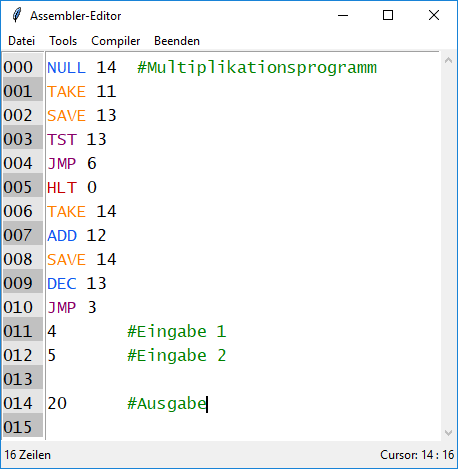 Assembler-Editor
Datei Tools Compiler Beenden
000 NULL 14 #Multiplikationsprogramm
001 TAKE 11
002 SAVE 13
003 TST 13
004 JMP 6
005 HLT 0
006 TAKE 14
007 ADD 12
008 SAVE 14
009 DEC 13
010 JMP 3
011 4 #Eingabe 1
012 5 #Eingabe 2
013
014 20 #Ausgabe
015
16 Zeilen Cursor: 14 : 16